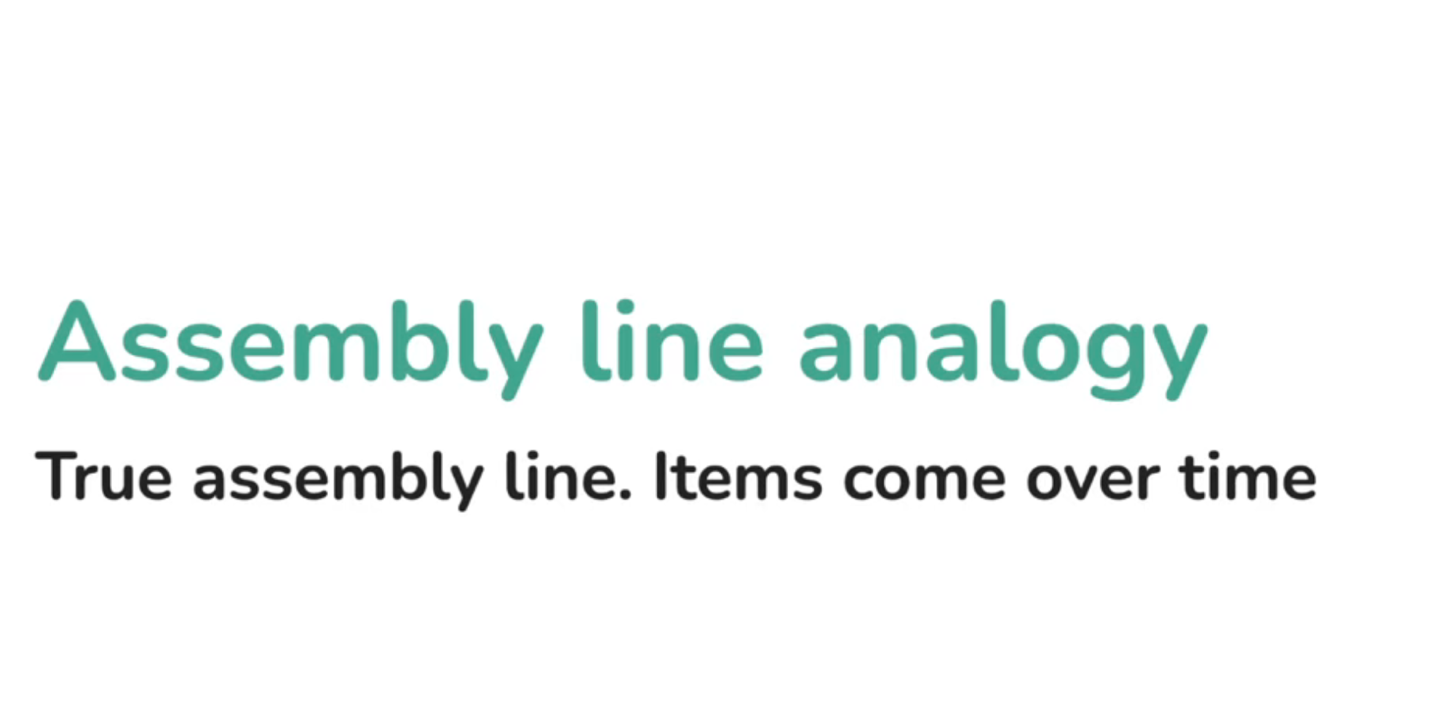 Assembly line analogy
True assembly line. Items come over time